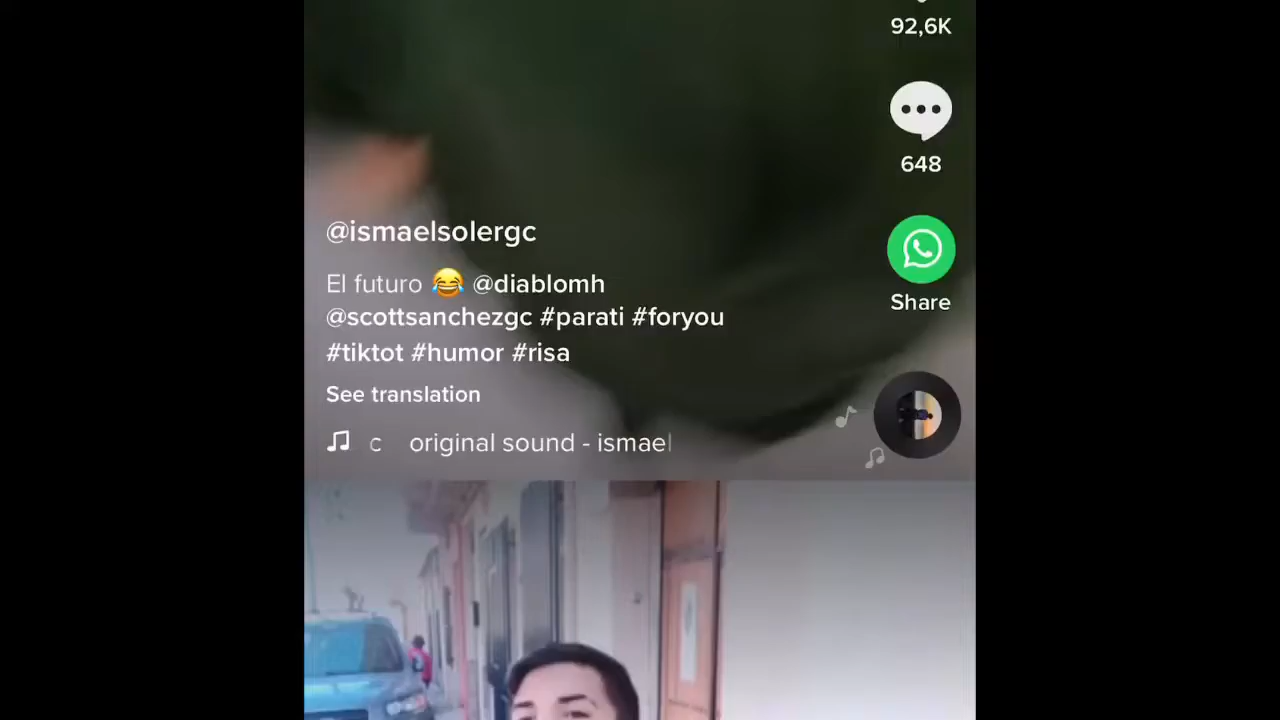 92,6K
648
@ismaelsolergc
El futuro 😂 @diablomh
@scottsanchezgc #parati #foryou
#tiktot #humor #risa
Share
See translation
c original sound - ismael